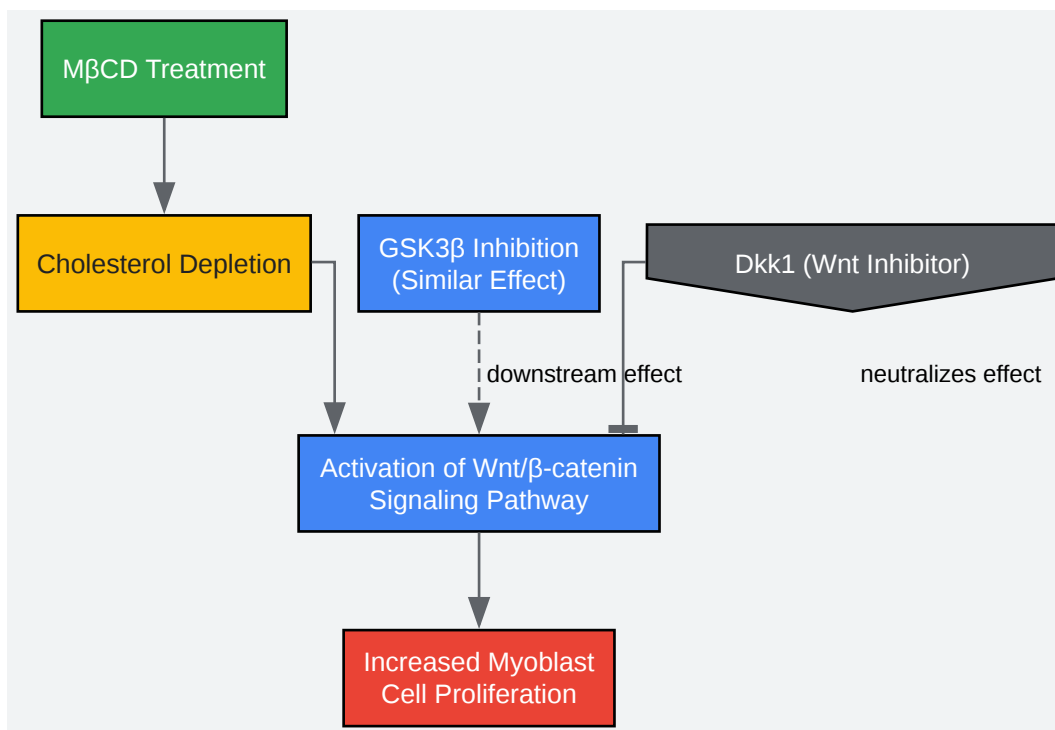 MβCD Treatment
Cholesterol Depletion
GSK3β Inhibition
(Similar Effect)
Dkk1 (Wnt Inhibitor)
downstream effect
neutralizes effect
Activation of Wnt/β-catenin
Signaling Pathway
Increased Myoblast
Cell Proliferation